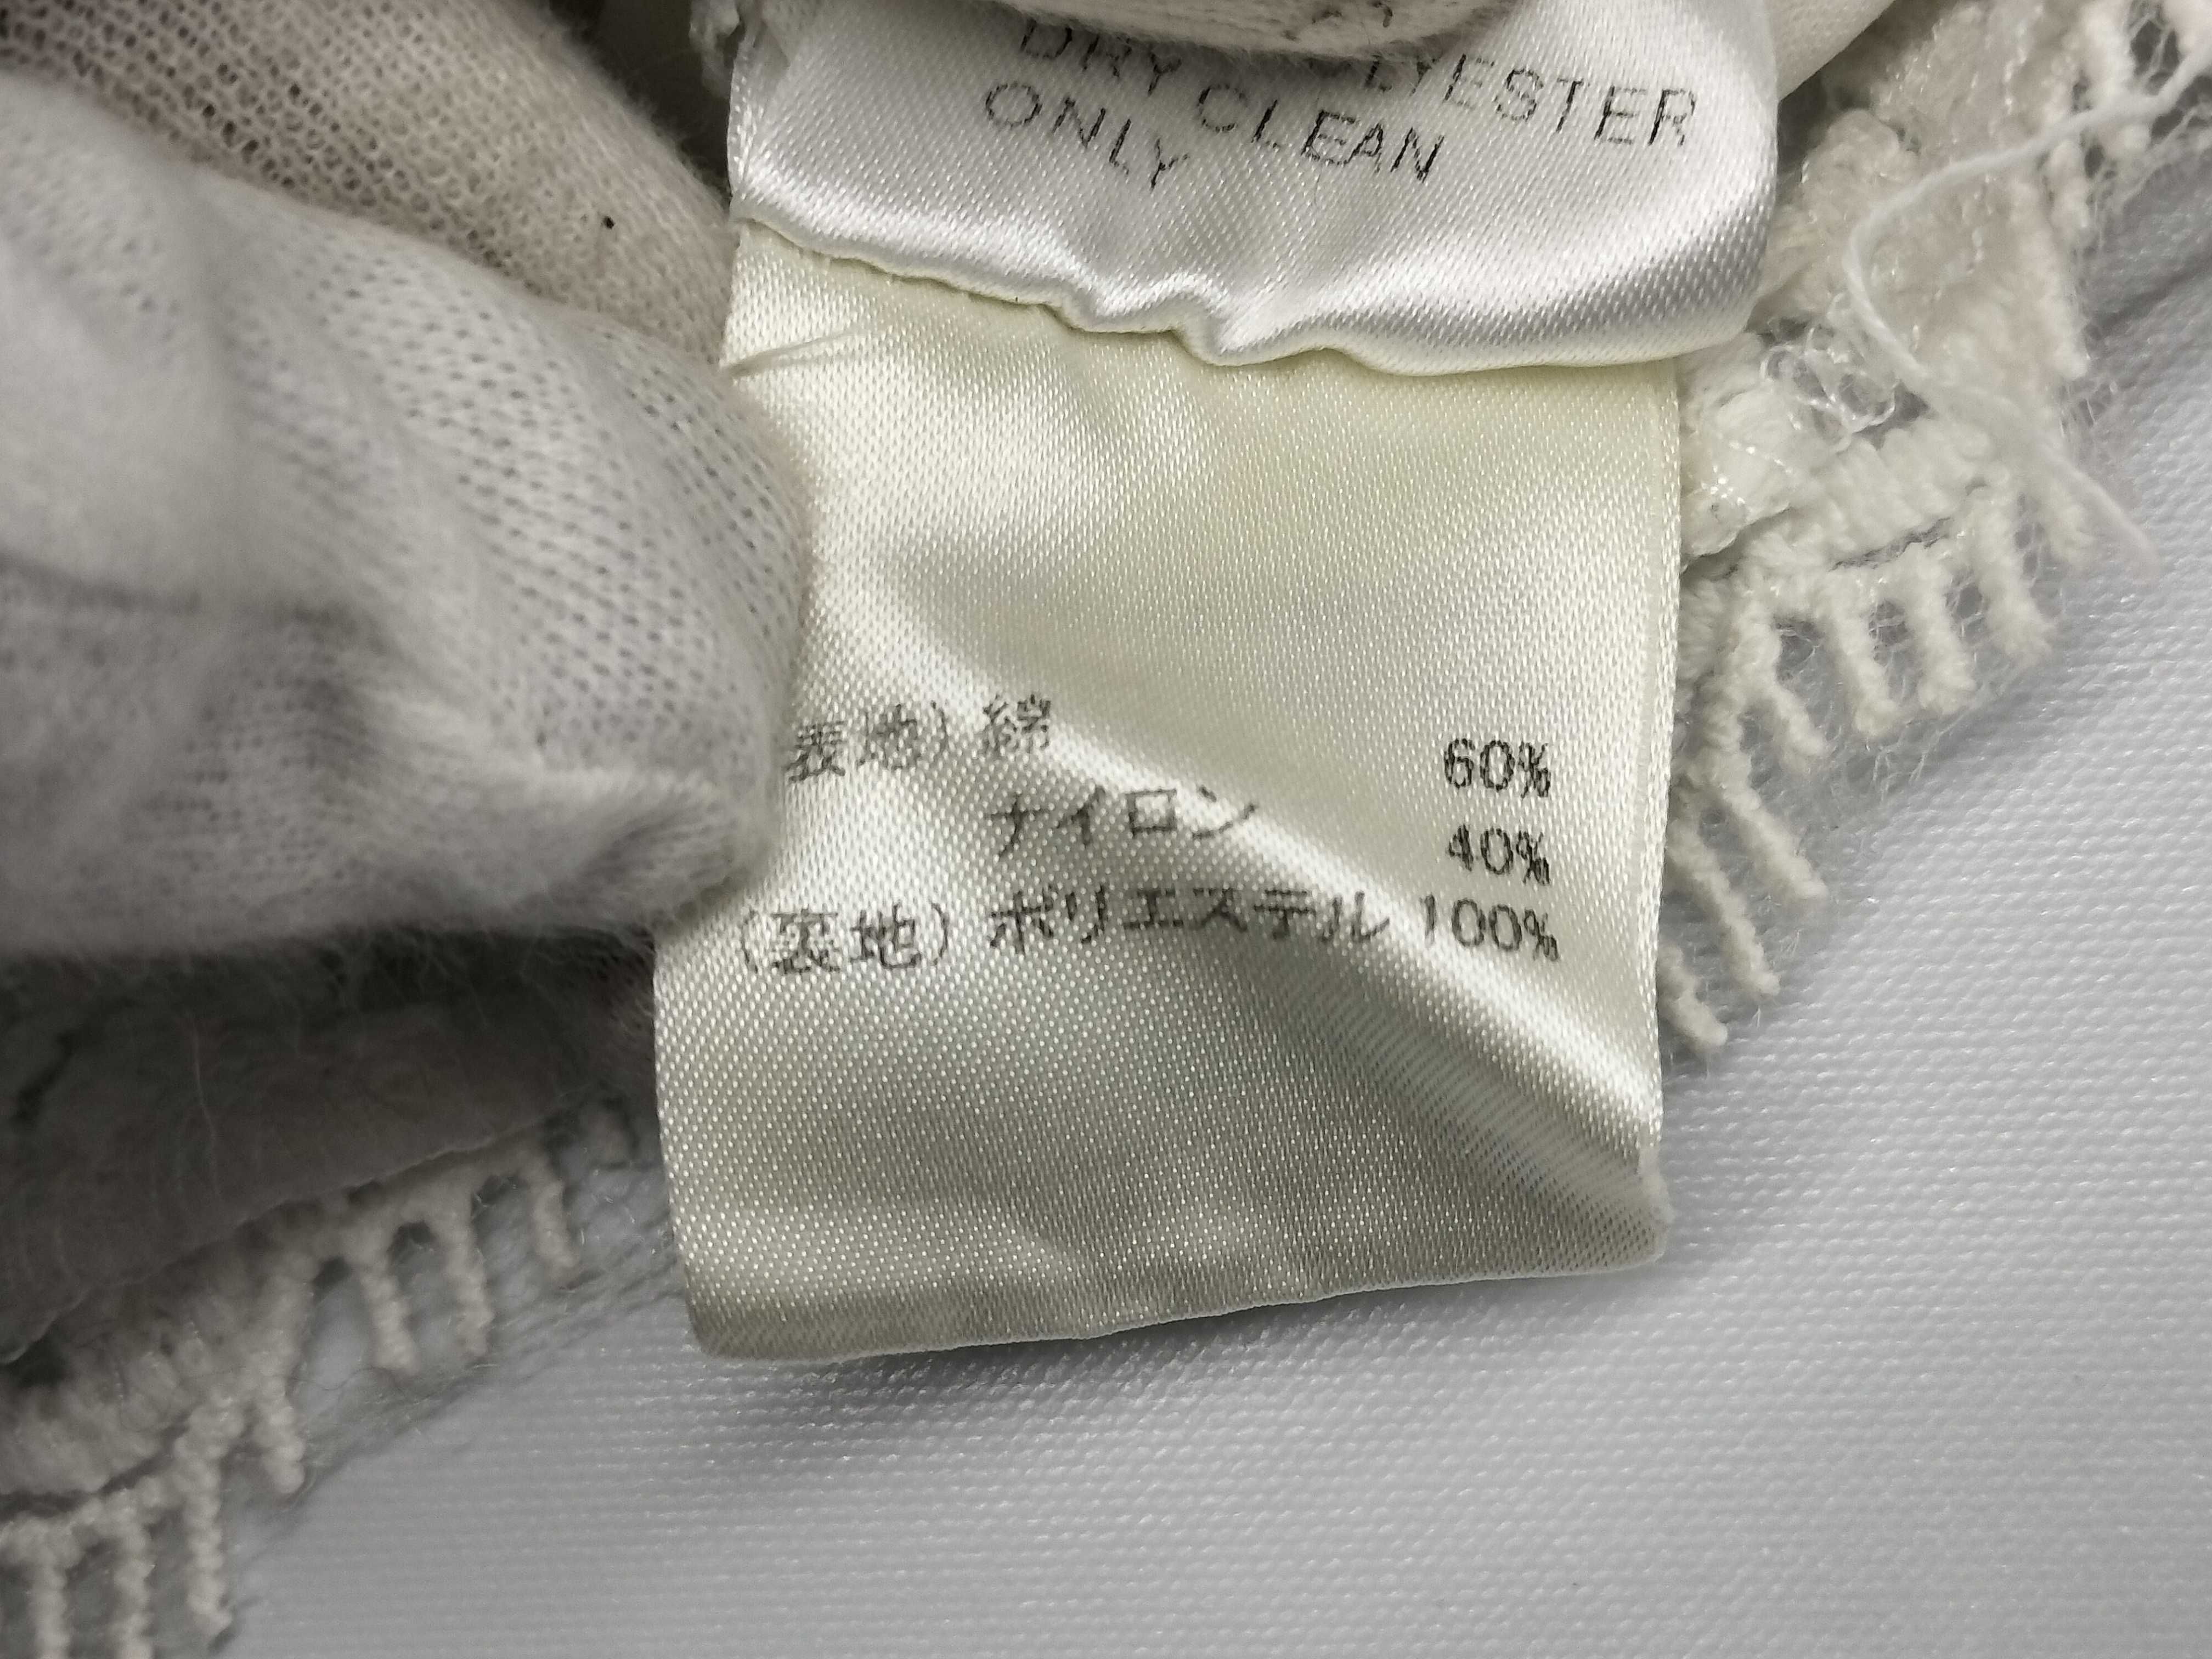 DRY CLEAN
ONLY
表地) 綿 60%
ナイロン 40%
(裏地) ポリエステル 100%